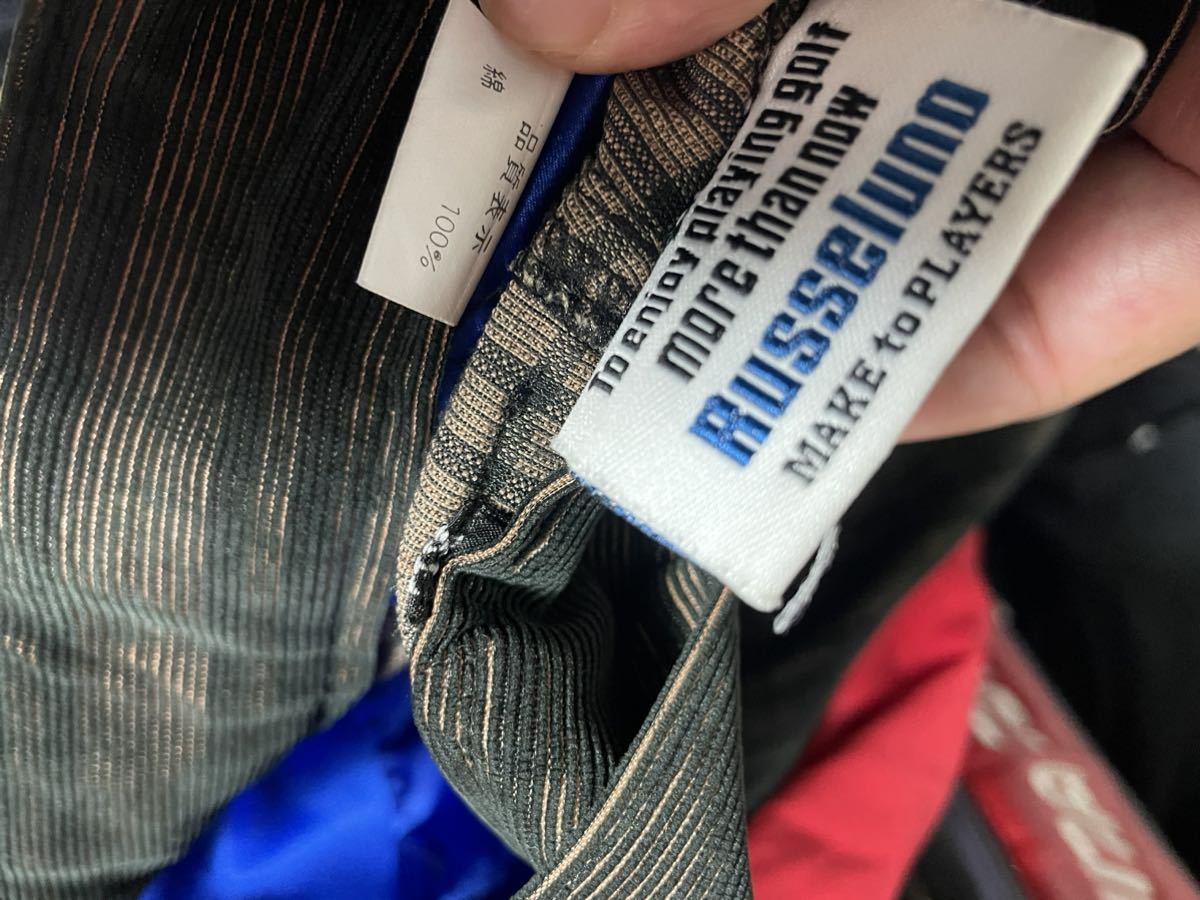 To enjoy playing golf
more than now
Russeluno
MAKE to PLAYERS
品質表示
綿 100%